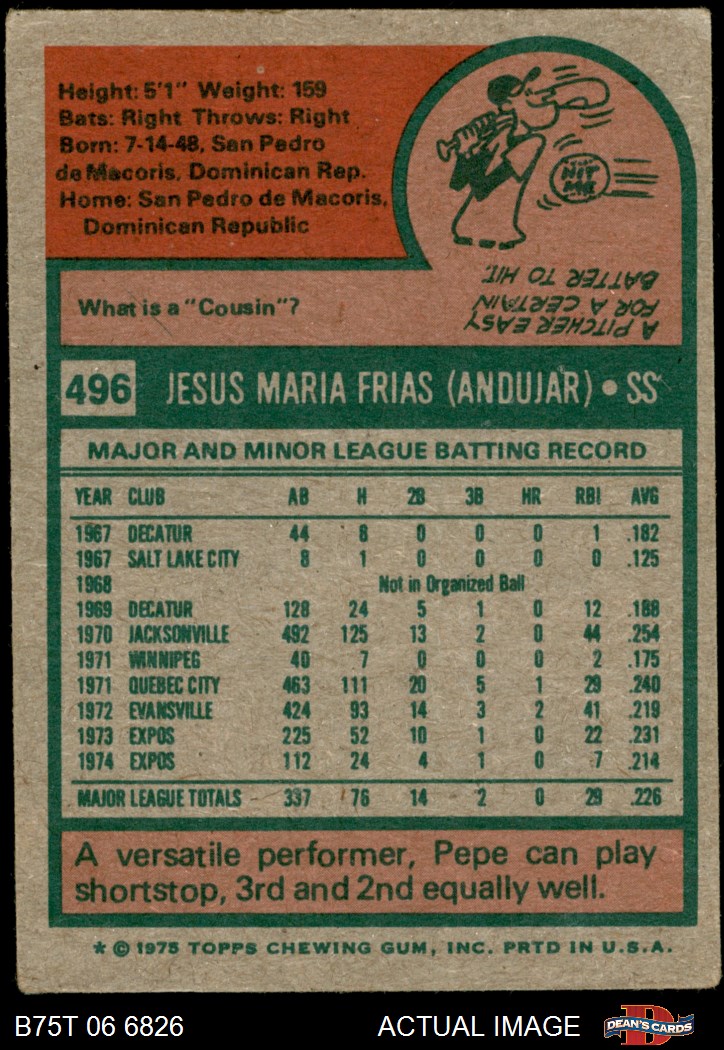 Height: 5'1" Weight: 159
Bats: Right Throws: Right
Born: 7-14-48, San Pedro
de Macoris, Dominican Rep.
Home: San Pedro de Macoris,
Dominican Republic
HIT
ME
What is a "Cousin"?
A PITCHER EASY
FOR A CERTAIN
BATTER TO HIT.
496 JESUS MARIA FRIAS (ANDUJAR) • SS
MAJOR AND MINOR LEAGUE BATTING RECORD
YEAR CLUB AB H 2B 3B HR RBI AVG
1967 DECATUR 44 8 0 0 0 1 .182
1967 SALT LAKE CITY 8 1 0 0 0 0 .125
1968 Not in Organized Ball
1969 DECATUR 128 24 5 1 0 12 .188
1970 JACKSONVILLE 492 125 13 2 0 44 .254
1971 WINNIPEG 40 7 0 0 0 2 .175
1971 QUEBEC CITY 463 111 20 5 1 29 .240
1972 EVANSVILLE 424 93 14 3 2 41 .219
1973 EXPOS 225 52 10 1 0 22 .231
1974 EXPOS 112 24 4 1 0 7 .214
MAJOR LEAGUE TOTALS 337 76 14 2 0 29 .226
A versatile performer, Pepe can play
shortstop, 3rd and 2nd equally well.
* © 1975 TOPPS CHEWING GUM, INC. PRTD IN U.S.A.
B75T 06 6826 ACTUAL IMAGE D DEAN'S CARDS